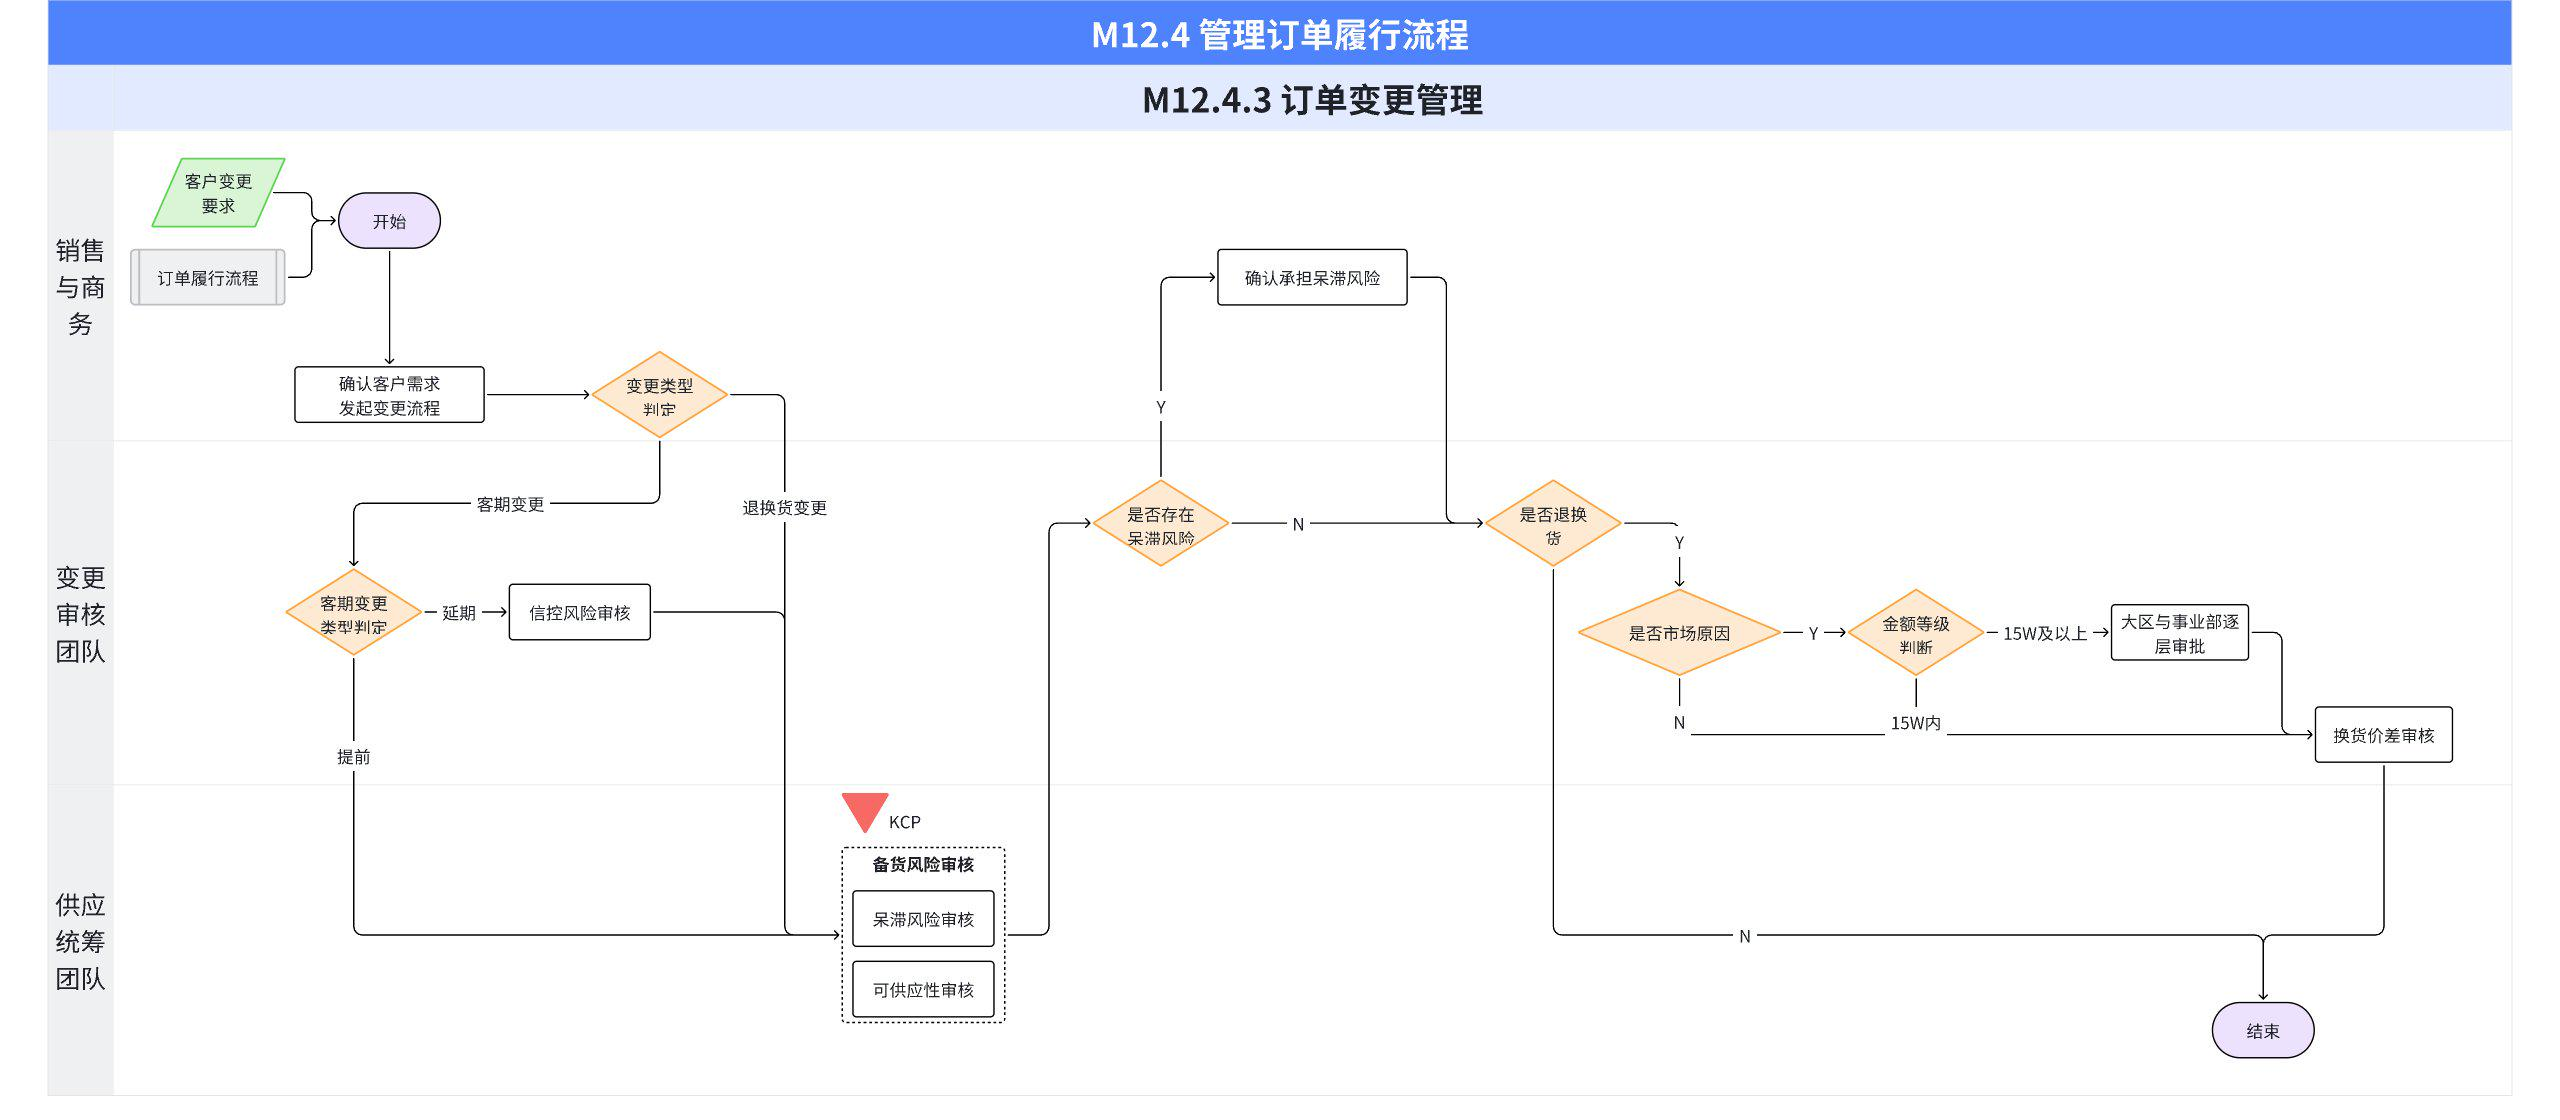 M12.4 管理订单履行流程
M12.4.3 订单变更管理
销售
与商
务
客户变更
要求
开始
订单履行流程
确认客户需求
发起变更流程
变更类型
判定
确认承担呆滞风险
Y
变更
审核
团队
客期变更
退换货变更
客期变更
类型判定
延期
信控风险审核
提前
是否存在
呆滞风险
N
是否退换
货
Y
是否市场原因
Y
金额等级
判断
15W及以上
大区与事业部逐
层审批
N
15W内
换货价差审核
供应
统筹
团队
KCP
备货风险审核
呆滞风险审核
可供应性审核
N
结束